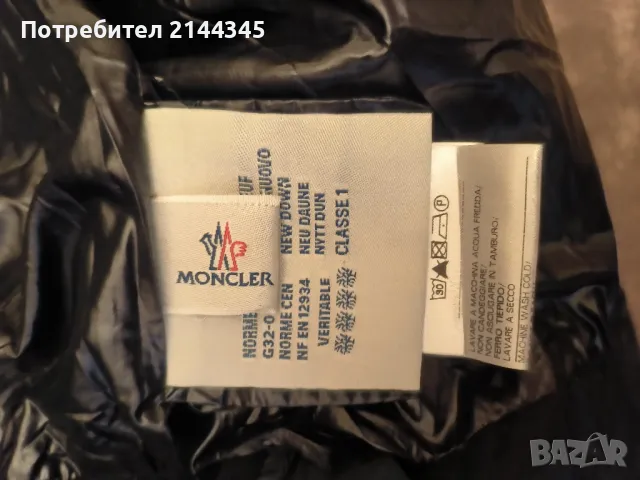 Потребител 2144345
MONCLER
NORME
G32-0
NORME CEN
NF EN 12934
VERITABLE
NUOVO
NEW DOWN
NEU DAUNE
NYTT DUN
CLASSE 1
30 P
LAVARE A MACCHINA ACQUA FREDDA/
NON CANDEGGIARE/
NON ASCIUGARE IN TAMBURO/
FERRO TIEPIDO/
LAVARE A SECCO
MACHINE WASH COLD/
BAZAR